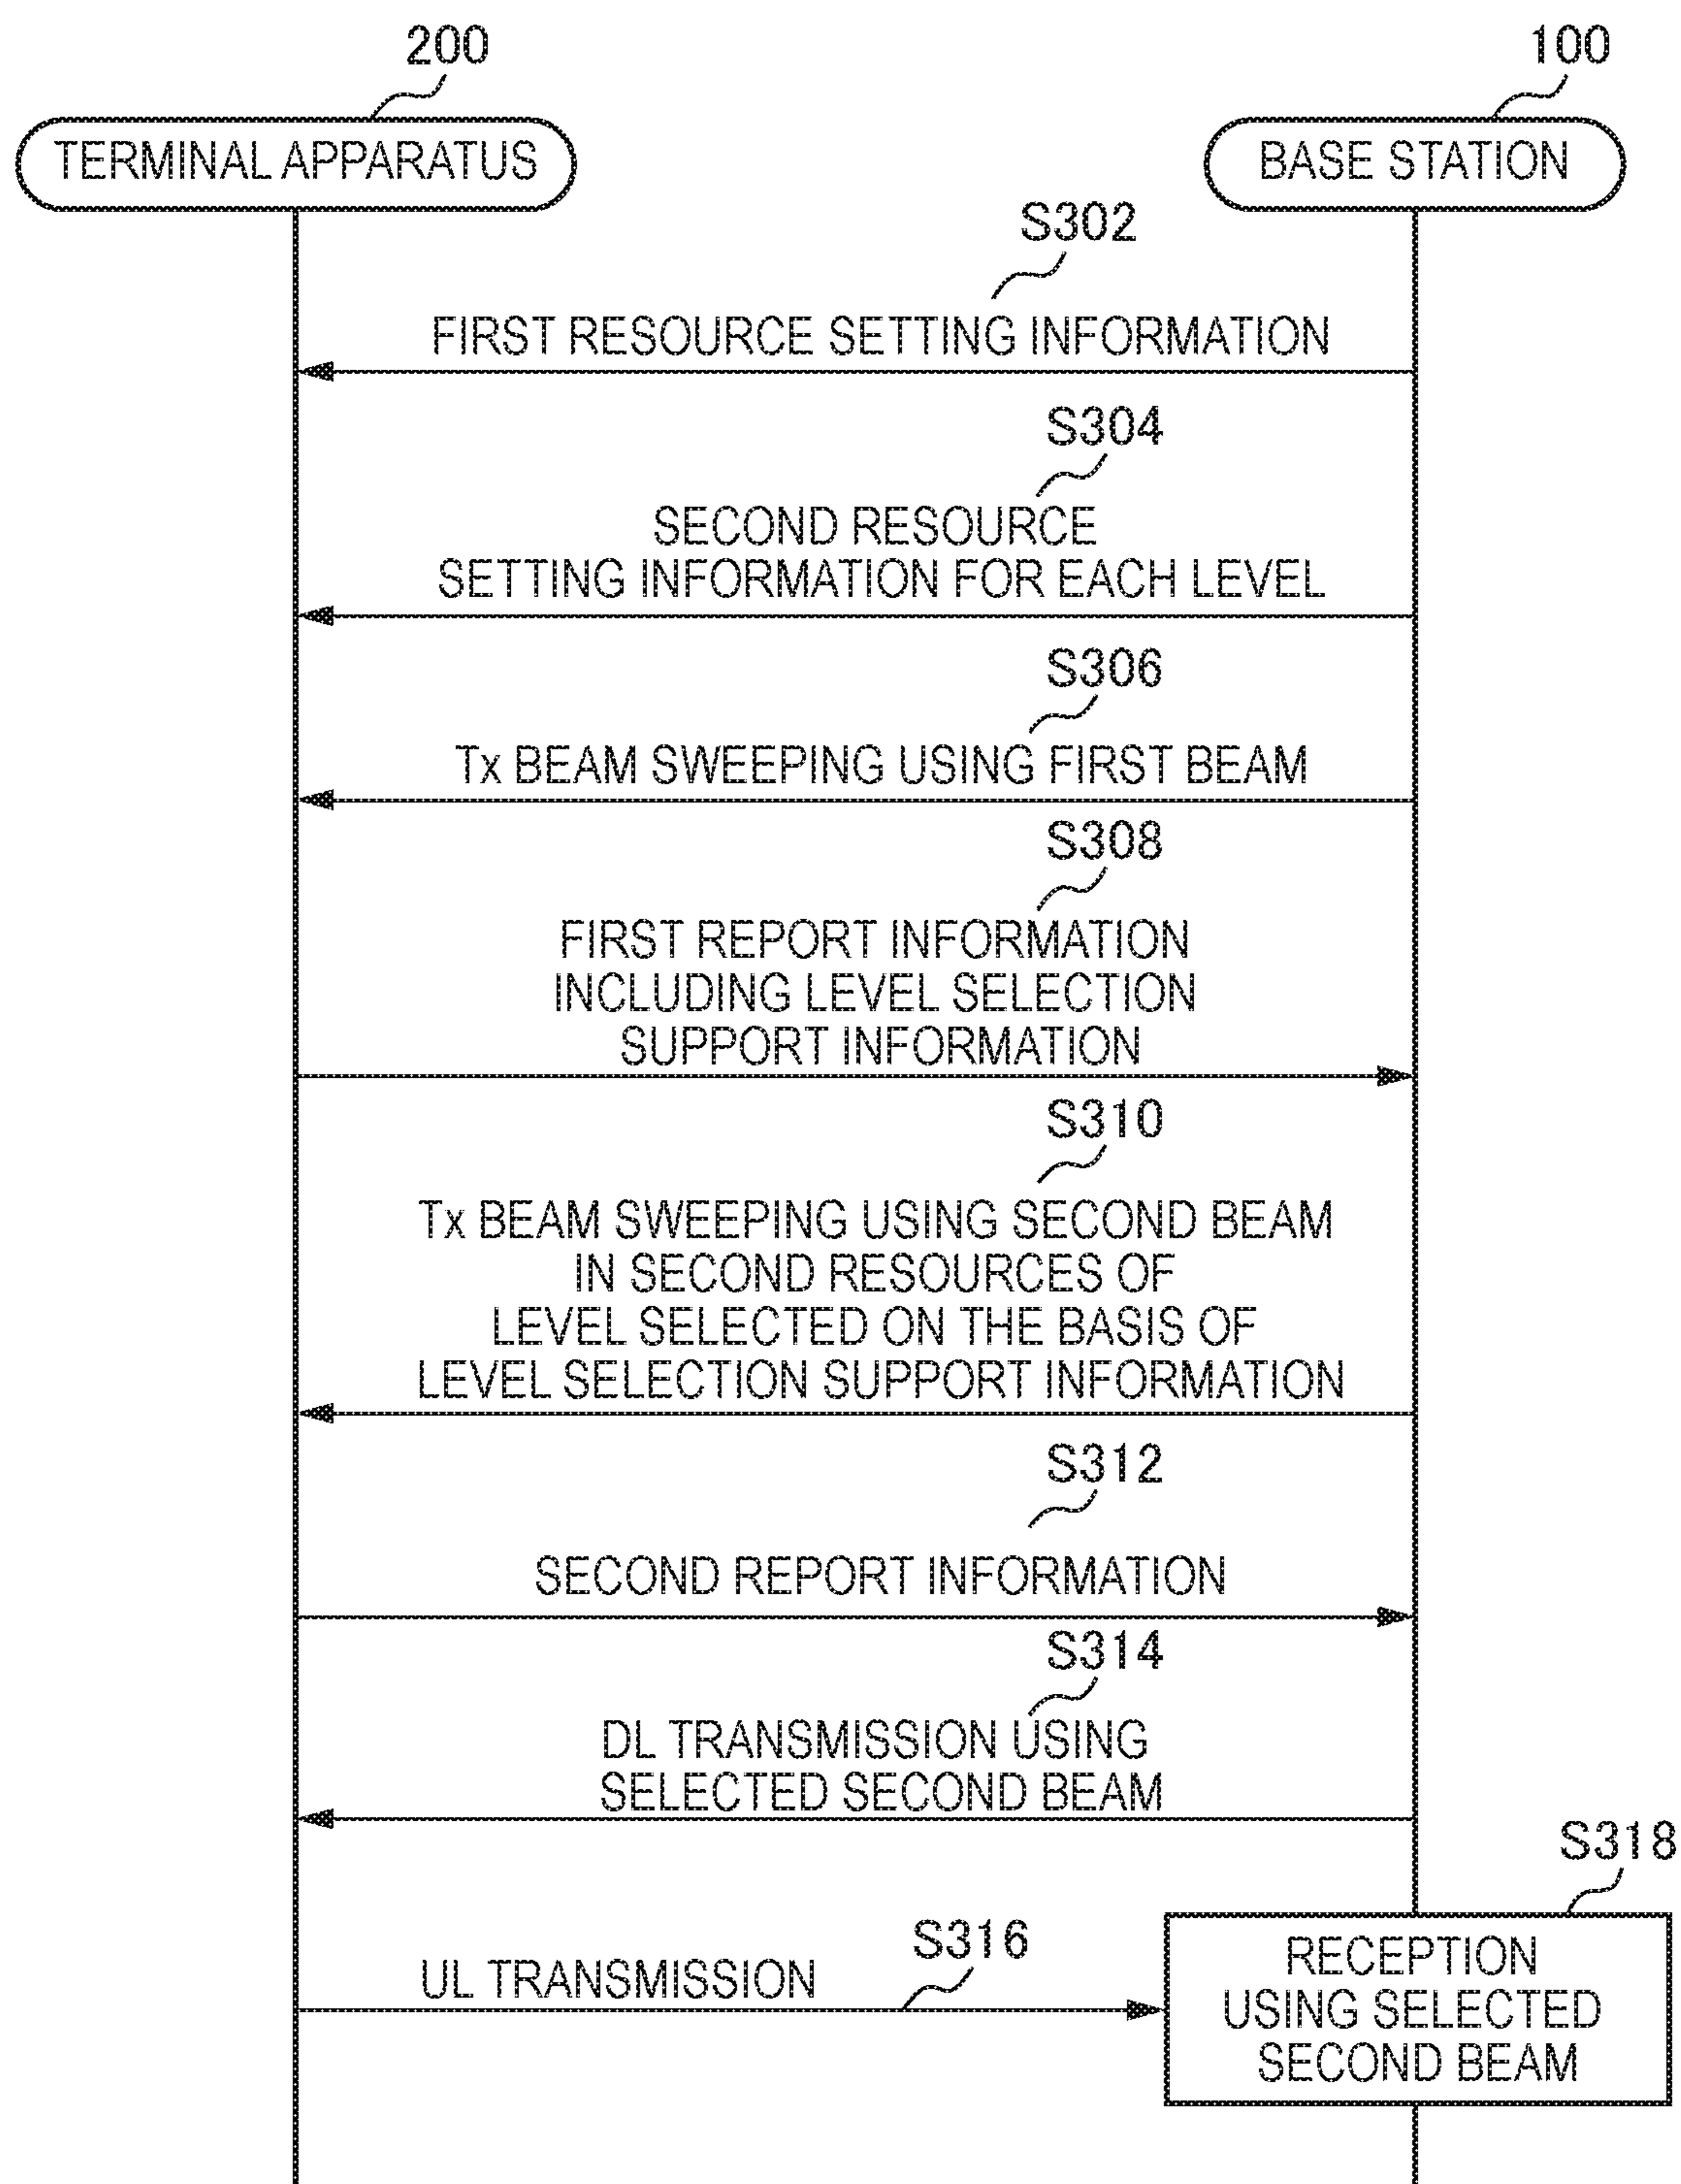 200
100
TERMINAL APPARATUS
BASE STATION
S302
FIRST RESOURCE SETTING INFORMATION
S304
SECOND RESOURCE
SETTING INFORMATION FOR EACH LEVEL
S306
Tx BEAM SWEEPING USING FIRST BEAM
S308
FIRST REPORT INFORMATION
INCLUDING LEVEL SELECTION
SUPPORT INFORMATION
S310
Tx BEAM SWEEPING USING SECOND BEAM
IN SECOND RESOURCES OF
LEVEL SELECTED ON THE BASIS OF
LEVEL SELECTION SUPPORT INFORMATION
S312
SECOND REPORT INFORMATION
S314
DL TRANSMISSION USING
SELECTED SECOND BEAM
S316
UL TRANSMISSION
S318
RECEPTION
USING SELECTED
SECOND BEAM